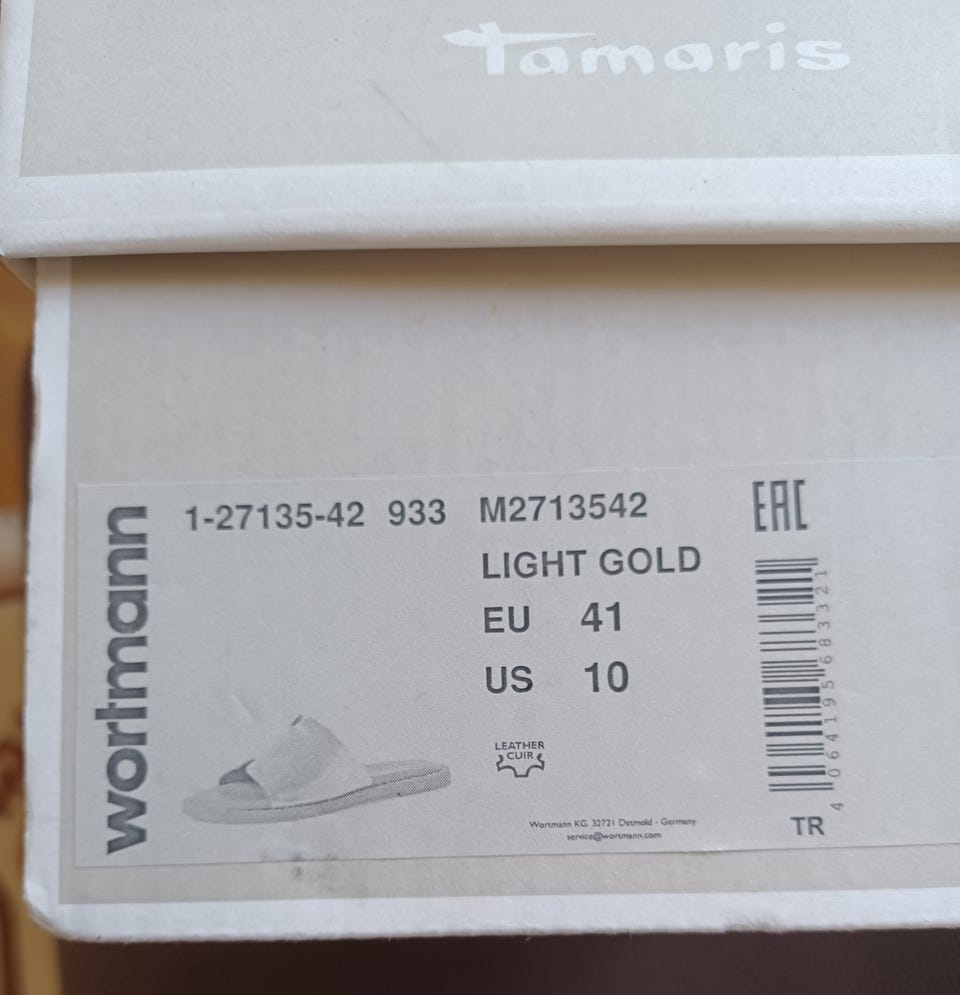 Tamaris
wortmann
1-27135-42 933 M2713542
LIGHT GOLD
EU 41
US 10
LEATHER
CUIR
Wortmann KG, 32721 Detmold - Germany
service@wortmann.com
EAC
4 064195 683321
TR